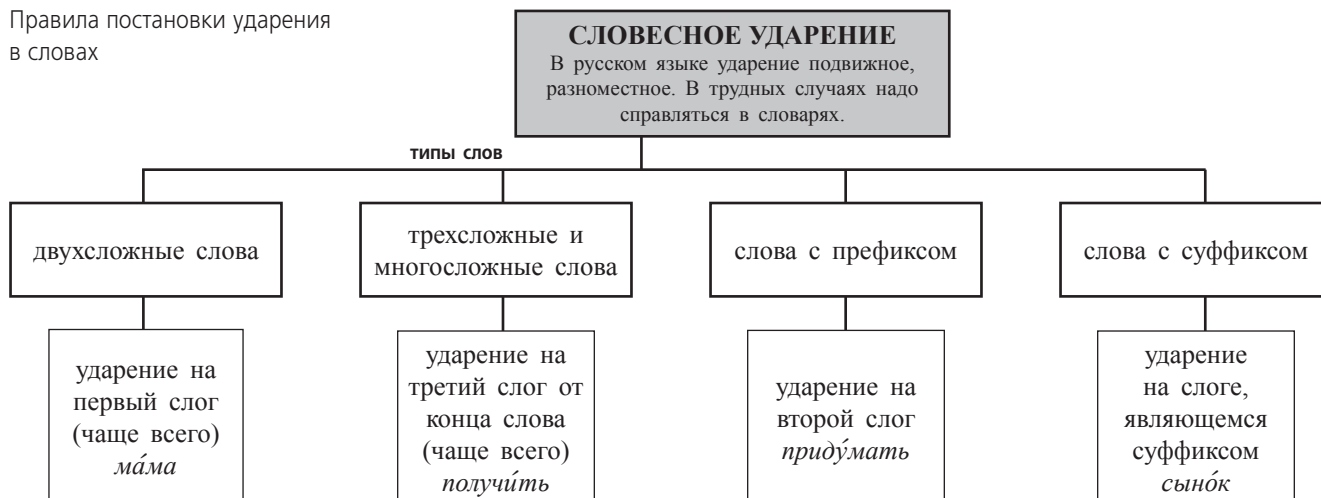 Правила постановки ударения
в словах
СЛОВЕСНОЕ УДАРЕНИЕ
В русском языке ударение подвижное,
разноместное. В трудных случаях надо
справляться в словарях.
типы слов
двухсложные слова
трехсложные и
многосложные слова
слова с префиксом
слова с суффиксом
ударение на
первый слог
(чаще всего)
ма́ма
ударение на
третий слог от
конца слова
(чаще всего)
получи́ть
ударение на
второй слог
приду́мать
ударение
на слоге,
являющемся
суффиксом
сыно́к